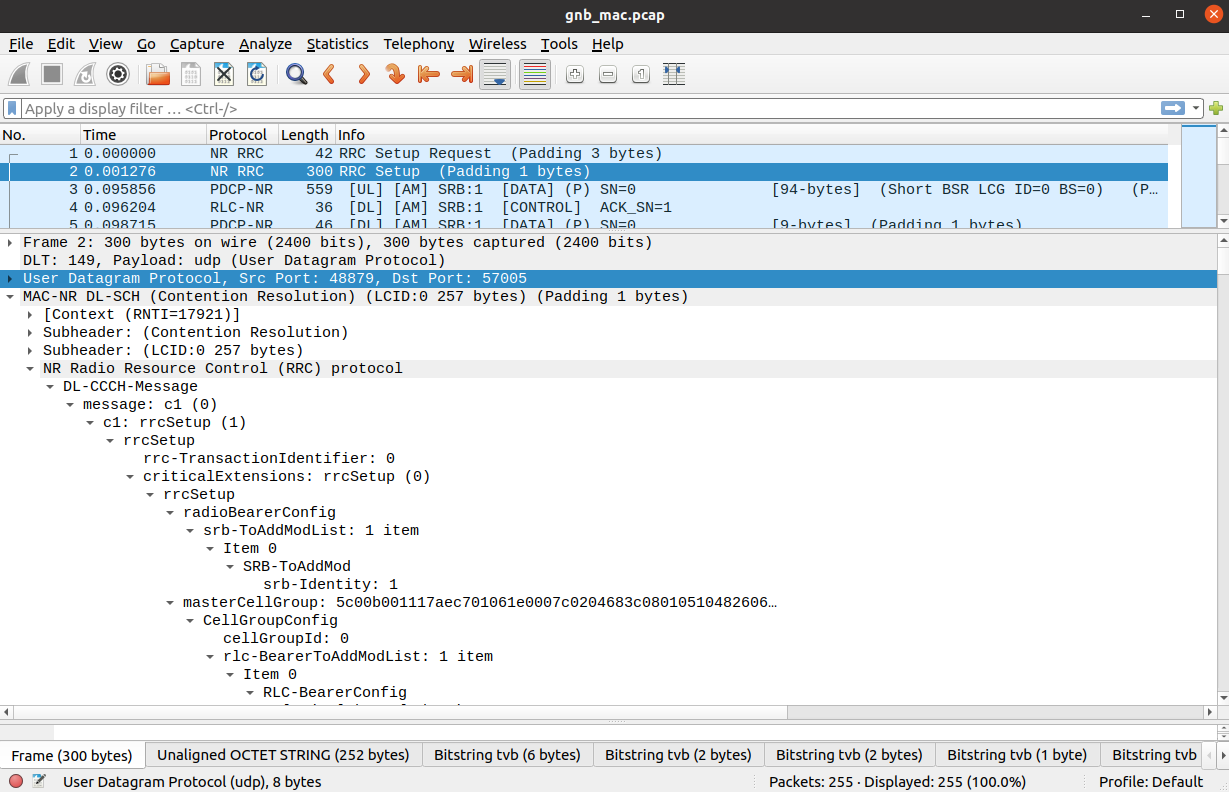 gnb_mac.pcap
File Edit View Go Capture Analyze Statistics Telephony Wireless Tools Help
Apply a display filter … <Ctrl-/>
No. Time Protocol Length Info
1 0.000000 NR RRC 42 RRC Setup Request (Padding 3 bytes)
2 0.001276 NR RRC 300 RRC Setup (Padding 1 bytes)
3 0.095856 PDCP-NR 559 [UL] [AM] SRB:1 [DATA] (P) SN=0 [94-bytes] (Short BSR LCG ID=0 BS=0) (P…
4 0.096204 RLC-NR 36 [DL] [AM] SRB:1 [CONTROL] ACK_SN=1
5 0.098715 PDCP-NR 46 [DL] [AM] SRB:1 [DATA] (P) SN=0 [9-bytes] (Padding 1 bytes)
Frame 2: 300 bytes on wire (2400 bits), 300 bytes captured (2400 bits)
DLT: 149, Payload: udp (User Datagram Protocol)
User Datagram Protocol, Src Port: 48879, Dst Port: 57005
MAC-NR DL-SCH (Contention Resolution) (LCID:0 257 bytes) (Padding 1 bytes)
[Context (RNTI=17921)]
Subheader: (Contention Resolution)
Subheader: (LCID:0 257 bytes)
NR Radio Resource Control (RRC) protocol
DL-CCCH-Message
message: c1 (0)
c1: rrcSetup (1)
rrcSetup
rrc-TransactionIdentifier: 0
criticalExtensions: rrcSetup (0)
rrcSetup
radioBearerConfig
srb-ToAddModList: 1 item
Item 0
SRB-ToAddMod
srb-Identity: 1
masterCellGroup: 5c00b001117aec701061e0007c0204683c08010510482606…
CellGroupConfig
cellGroupId: 0
rlc-BearerToAddModList: 1 item
Item 0
RLC-BearerConfig
Frame (300 bytes) Unaligned OCTET STRING (252 bytes) Bitstring tvb (6 bytes) Bitstring tvb (2 bytes) Bitstring tvb (2 bytes) Bitstring tvb (1 byte) Bitstring tvb
User Datagram Protocol (udp), 8 bytes Packets: 255 · Displayed: 255 (100.0%) Profile: Default